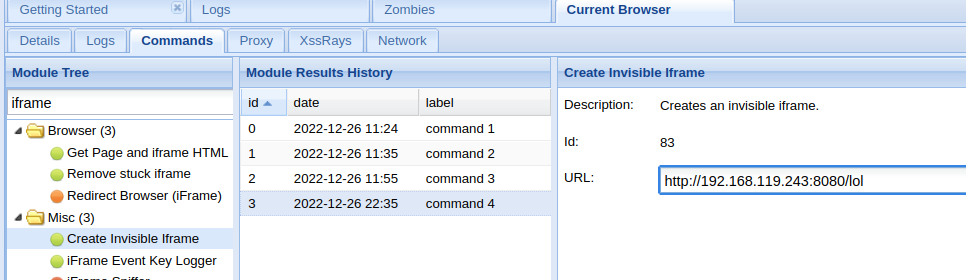 Getting Started Logs Zombies Current Browser
Details Logs Commands Proxy XssRays Network
Module Tree
iframe
Browser (3)
Get Page and iframe HTML
Remove stuck iframe
Redirect Browser (iFrame)
Misc (3)
Create Invisible Iframe
iFrame Event Key Logger
iFrame Sniffer
Module Results History
id date label
0 2022-12-26 11:24 command 1
1 2022-12-26 11:35 command 2
2 2022-12-26 11:55 command 3
3 2022-12-26 22:35 command 4
Create Invisible Iframe
Description: Creates an invisible iframe.
Id: 83
URL: http://192.168.119.243:8080/lol